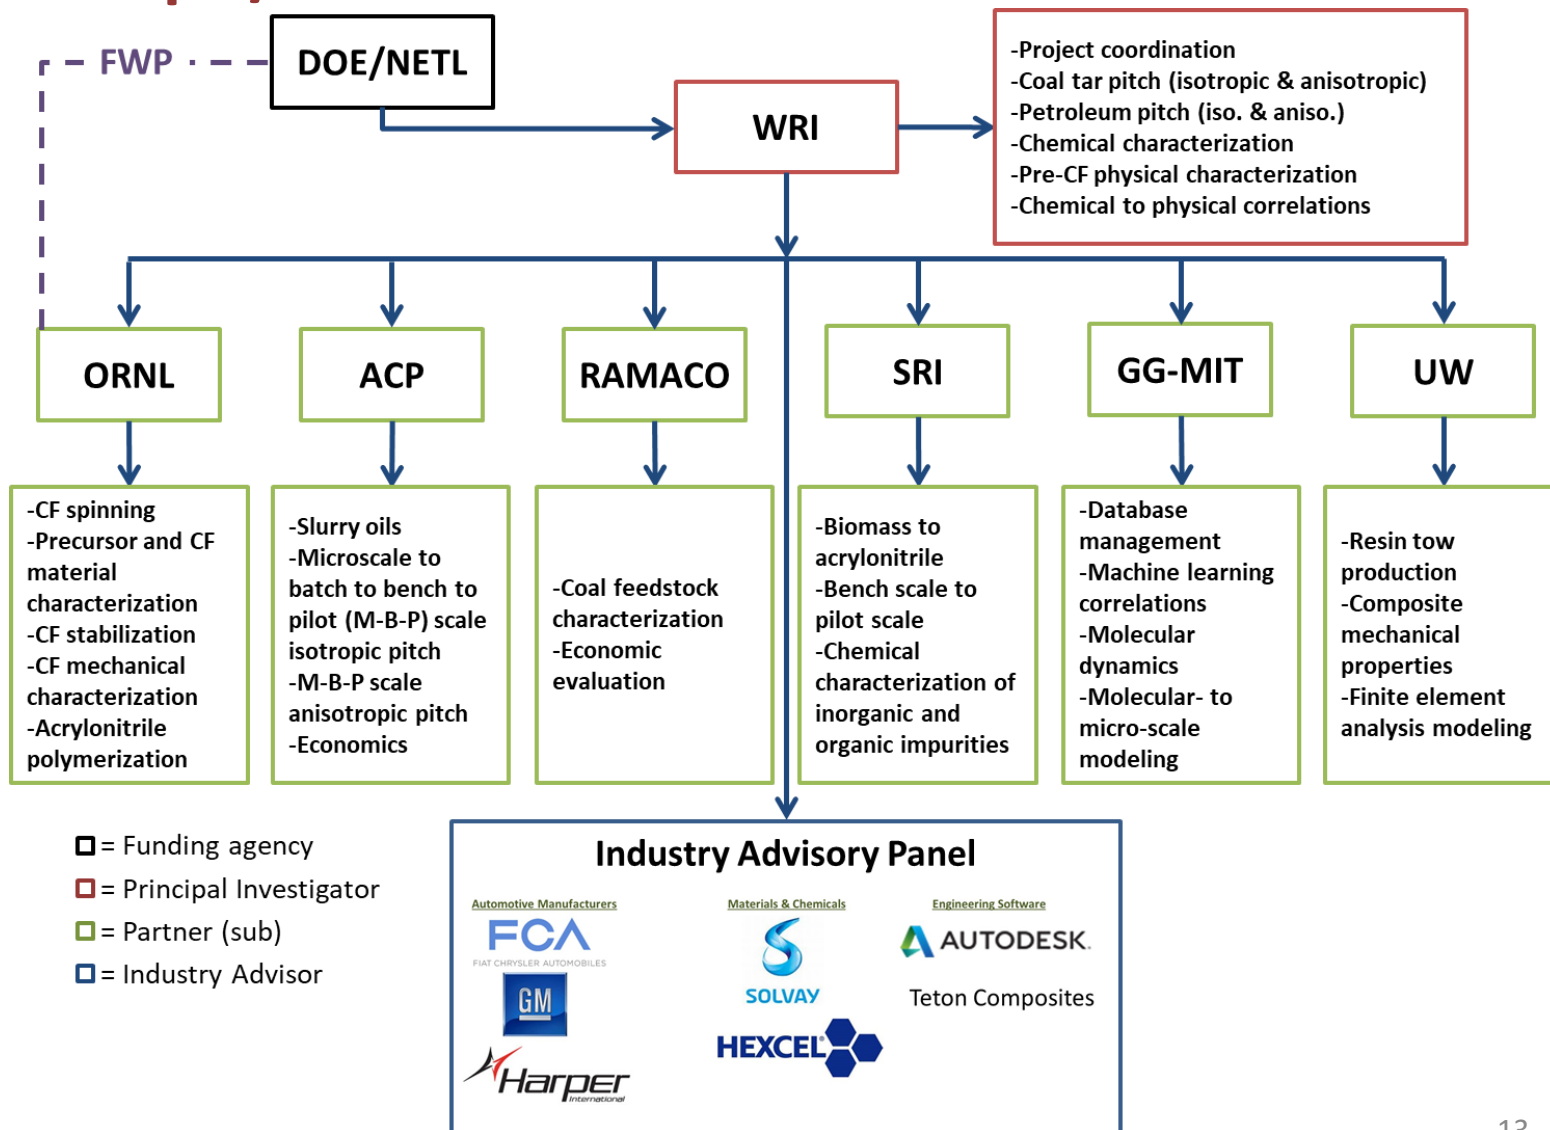 FWP
DOE/NETL
WRI
-Project coordination
-Coal tar pitch (isotropic & anisotropic)
-Petroleum pitch (iso. & aniso.)
-Chemical characterization
-Pre-CF physical characterization
-Chemical to physical correlations
ORNL
ACP
RAMACO
SRI
GG-MIT
UW
-CF spinning
-Precursor and CF
material
characterization
-CF stabilization
-CF mechanical
characterization
-Acrylonitrile
polymerization
-Slurry oils
-Microscale to
batch to bench to
pilot (M-B-P) scale
isotropic pitch
-M-B-P scale
anisotropic pitch
-Economics
-Coal feedstock
characterization
-Economic
evaluation
-Biomass to
acrylonitrile
-Bench scale to
pilot scale
-Chemical
characterization of
inorganic and
organic impurities
-Database
management
-Machine learning
correlations
-Molecular
dynamics
-Molecular- to
micro-scale
modeling
-Resin tow
production
-Composite
mechanical
properties
-Finite element
analysis modeling
= Funding agency
= Principal Investigator
= Partner (sub)
= Industry Advisor
Industry Advisory Panel
Automotive Manufacturers
FCA
FIAT CHRYSLER AUTOMOBILES
GM
Harper
International
Materials & Chemicals
SOLVAY
HEXCEL
Engineering Software
AUTODESK.
Teton Composites